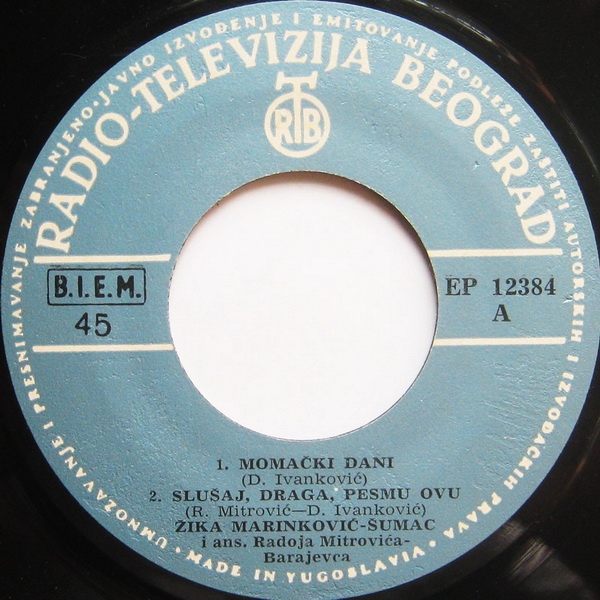 UMNOŽAVANJE I PRESNIMAVANJE ZABRANJENO • JAVNO IZVOĐENJE I EMITOVANJE PODLEŽE ZAŠTITI AUTORSKIH I IZVOĐAČKIH PRAVA •
RADIO-TELEVIZIJA BEOGRAD
RTB
B.I.E.M.
45
EP 12384
A
1. MOMAČKI DANI
(D. Ivanković)
2. SLUŠAJ, DRAGA, PESMU OVU
(R. Mitrović—D. Ivanković)
ŽIKA MARINKOVIĆ-ŠUMAC
i ans. Radoja Mitrovića-
Barajevca
MADE IN YUGOSLAVIA •